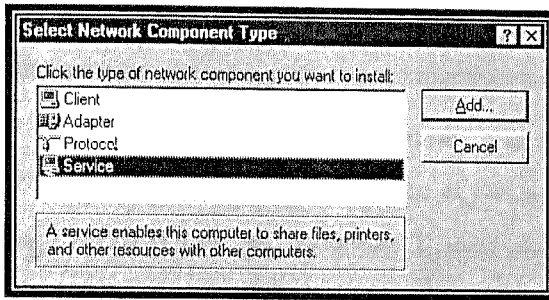 Select Network Component Type
Click the type of network component you want to install:
Client
Adapter
Protocol
Service
Add...
Cancel
A service enables this computer to share files, printers,
and other resources with other computers.